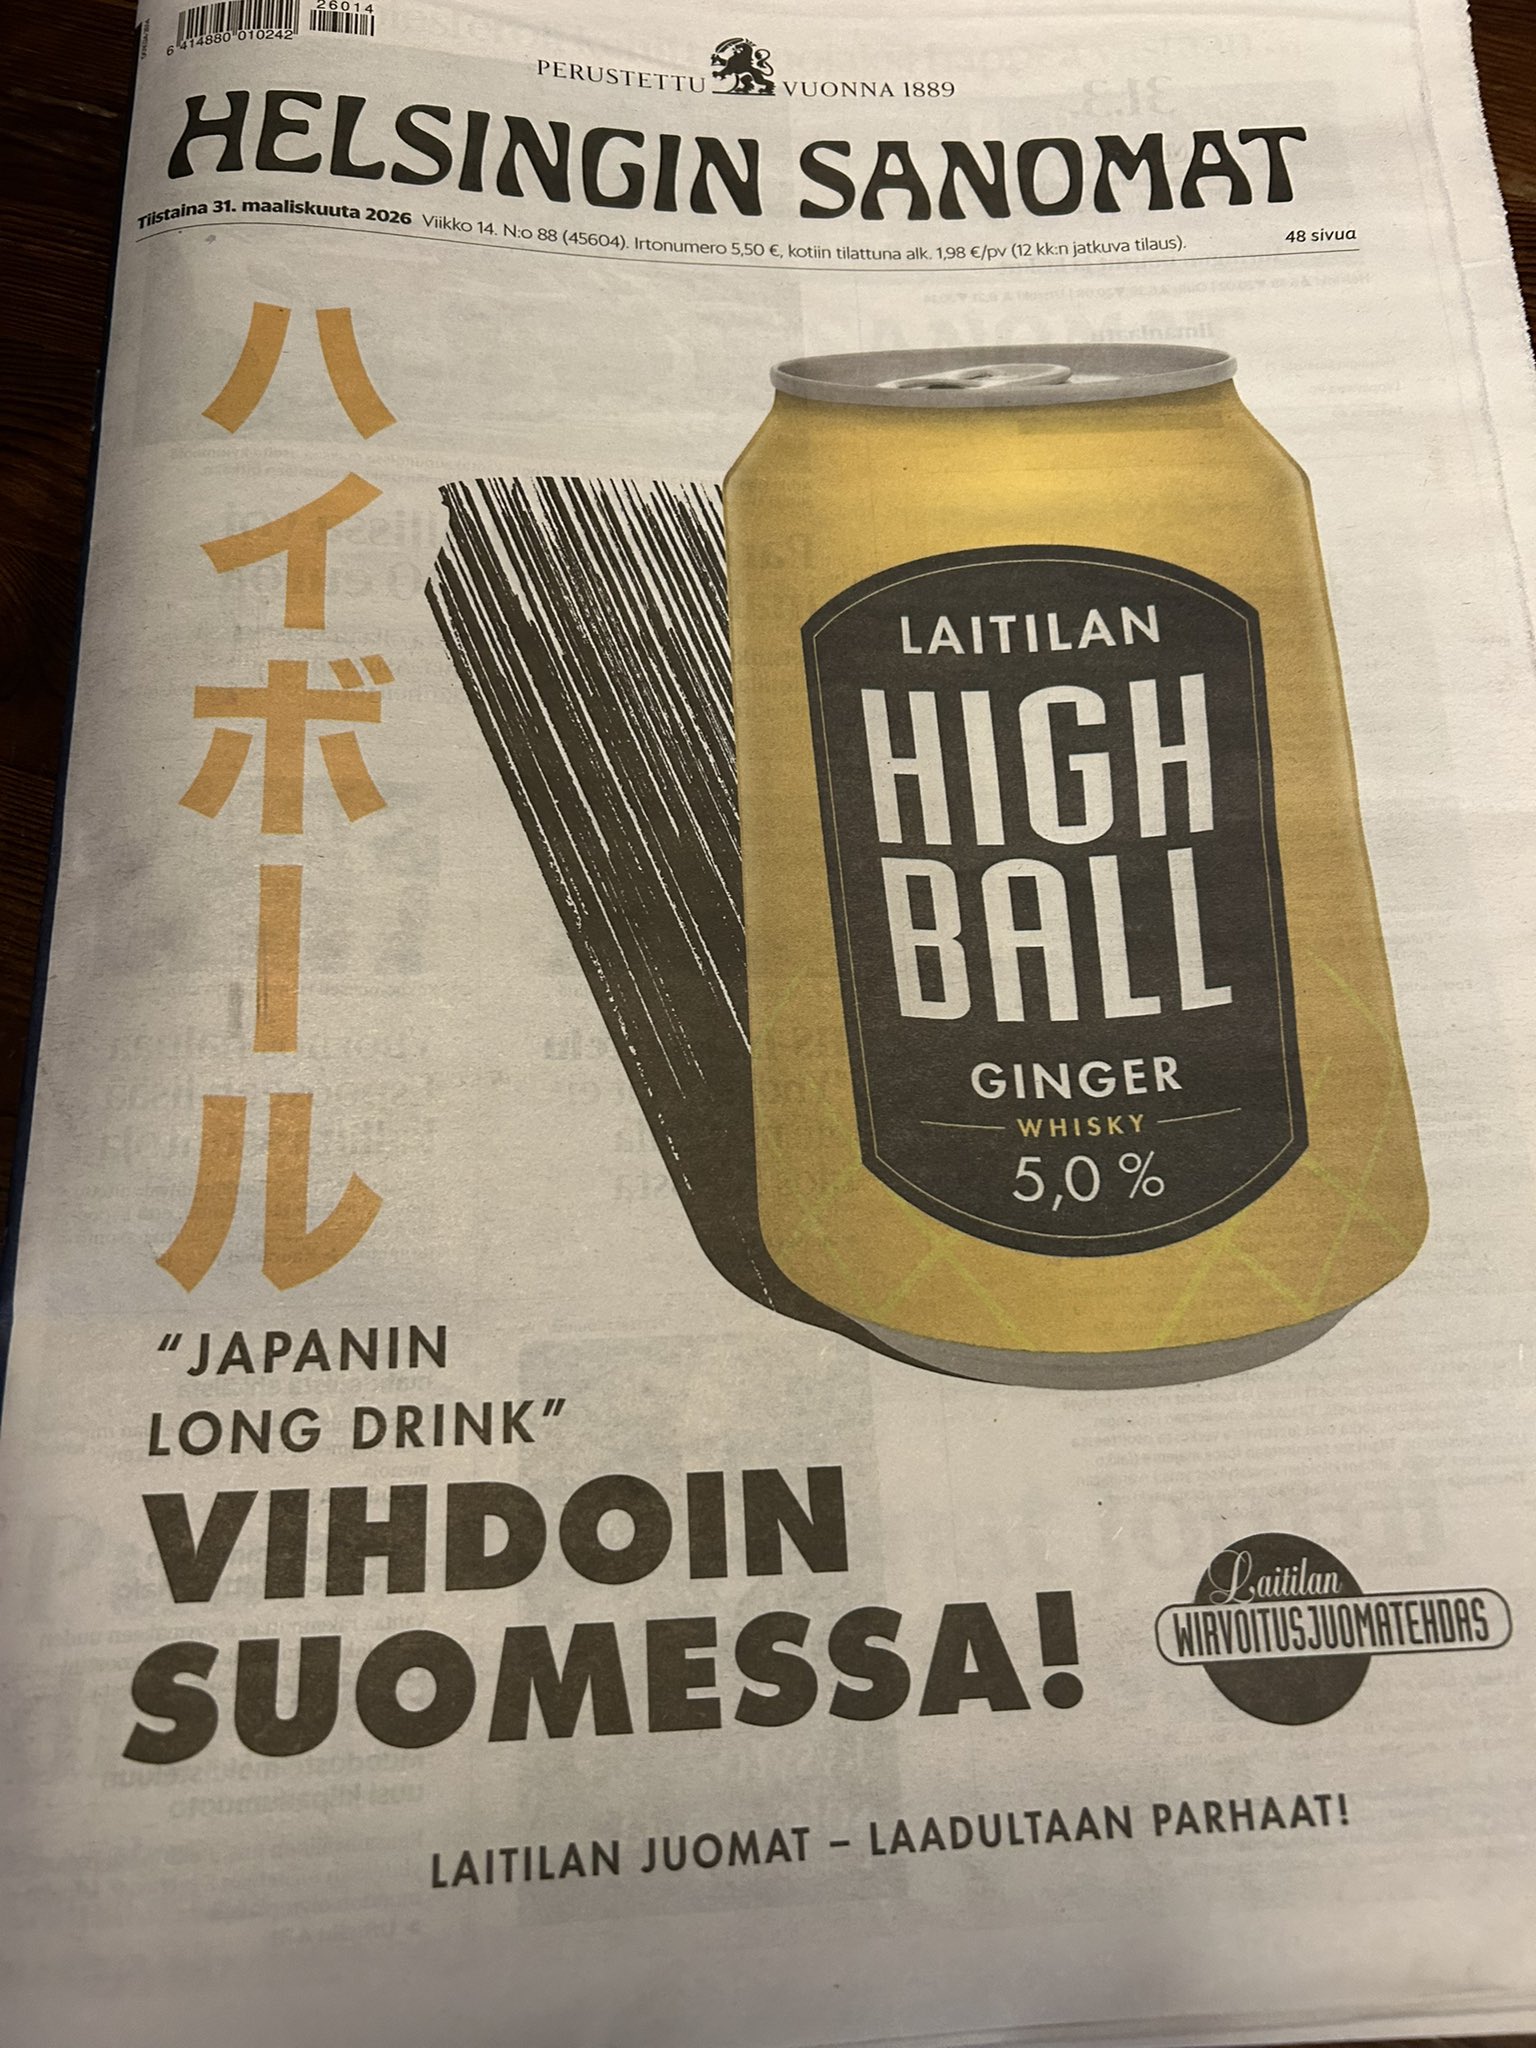 26014
6 414880 010242
PERUSTETTU VUONNA 1889
HELSINGIN SANOMAT
Tiistaina 31. maaliskuuta 2026 Viikko 14. N:o 88 (45604). Irtonumero 5,50 €, kotiin tilattuna alk. 1,98 €/pv (12 kk:n jatkuva tilaus). 48 sivua
ハイボール
LAITILAN
HIGH
BALL
GINGER
WHISKY
5,0 %
"JAPANIN
LONG DRINK"
VIHDOIN
SUOMESSA!
Laitilan
WIRVOITUSJUOMATEHDAS
LAITILAN JUOMAT – LAADULTAAN PARHAAT!